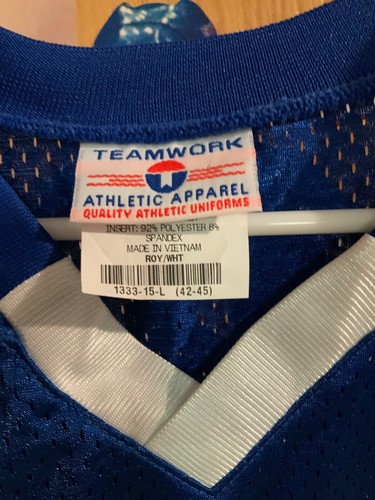 TEAMWORK
ATHLETIC APPAREL
QUALITY ATHLETIC UNIFORMS
INSERT: 92% POLYESTER 8%
SPANDEX
MADE IN VIETNAM
ROY/WHT
1333-15-L (42-45)